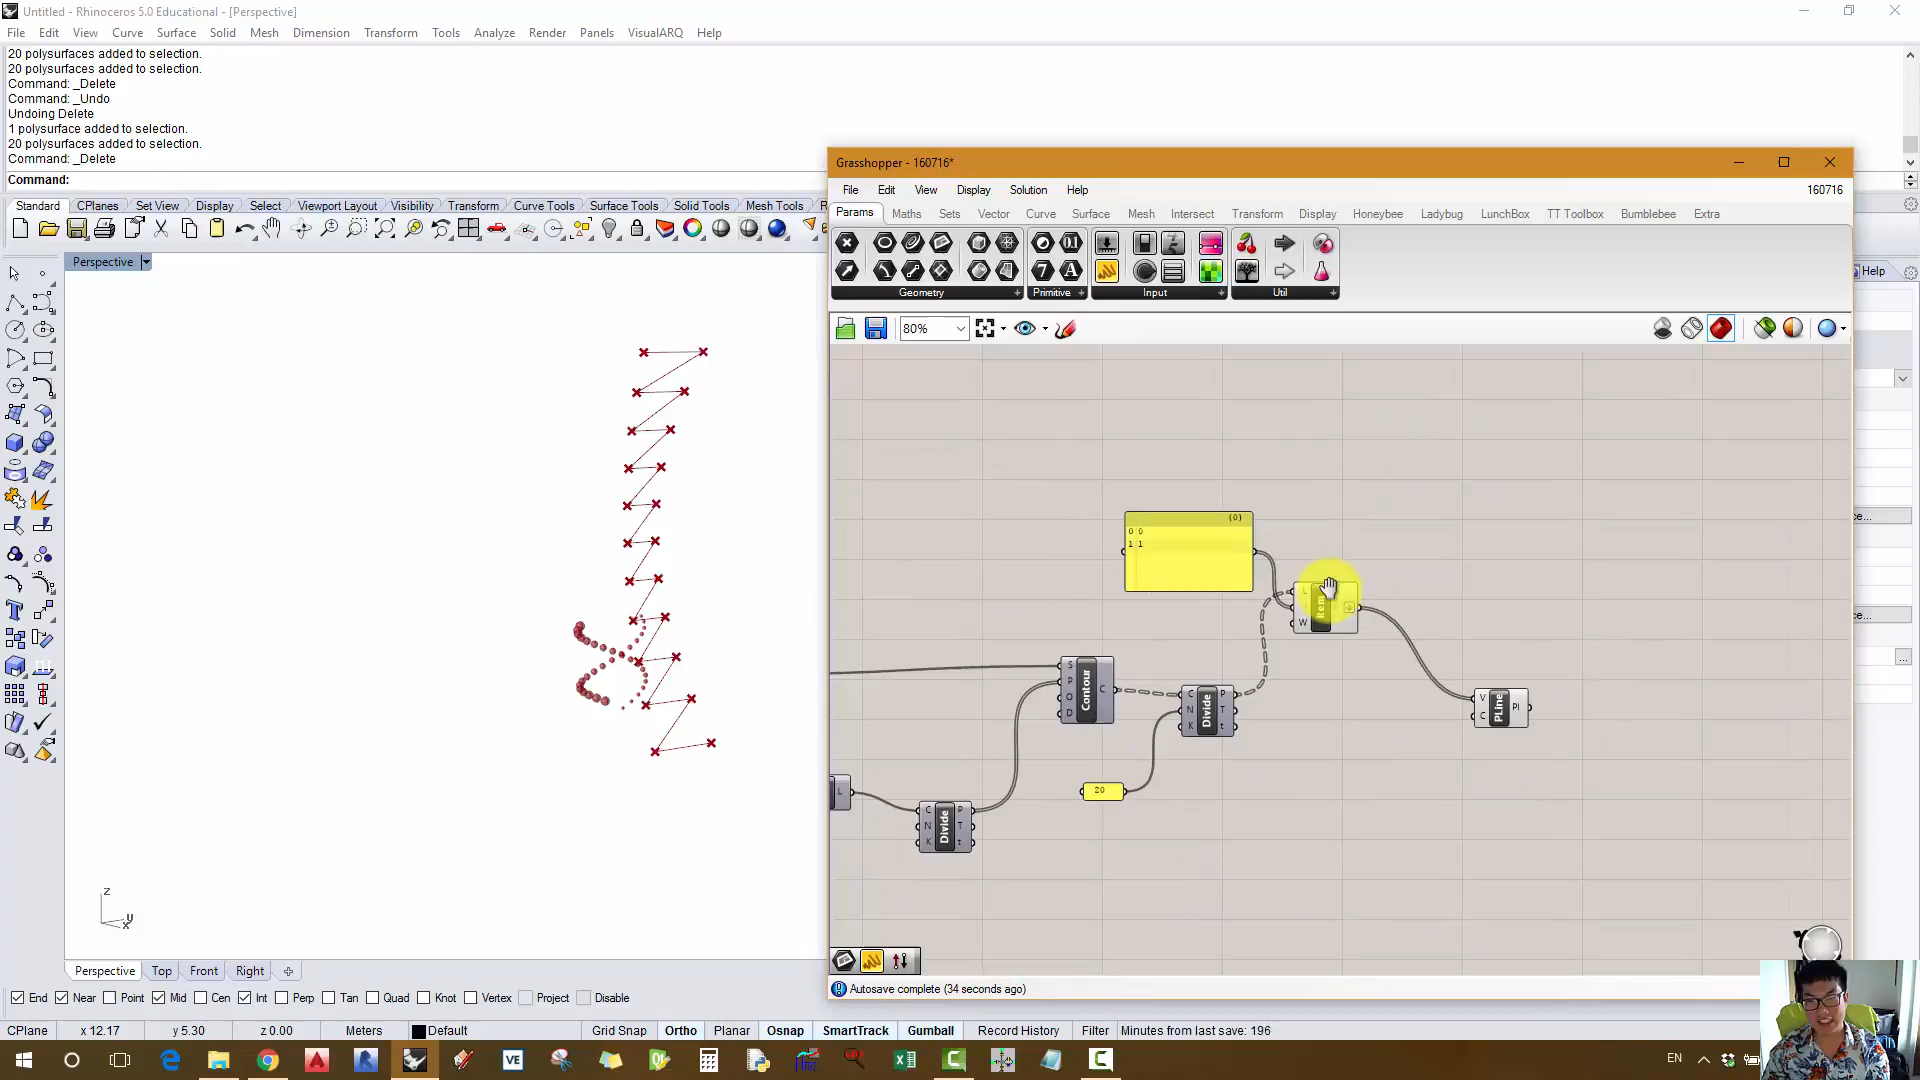 Untitled - Rhinoceros 5.0 Educational - [Perspective]
File Edit View Curve Surface Solid Mesh Dimension Transform Tools Analyze Render Panels VisualARQ Help
20 polysurfaces added to selection.
20 polysurfaces added to selection.
Command: _Delete
Command: _Undo
Undoing Delete
1 polysurface added to selection.
20 polysurfaces added to selection.
Command: _Delete
Command:
Standard CPlanes Set View Display Select Viewport Layout Visibility Transform Curve Tools Surface Tools Solid Tools Mesh Tools
Perspective
Grasshopper - 160716*
File Edit View Display Solution Help 160716
Params Maths Sets Vector Curve Surface Mesh Intersect Transform Display Honeybee Ladybug LunchBox TT Toolbox Bumblebee Extra
Geometry Primitive Input Util
80%
Help
{0}
0 0
1 1
L
W
S
P
O
D
Contour
C
C
N
K
Divide
P
T
t
20
V
C
PLine
Pl
L
C
N
K
Divide
P
T
t
z
y
x
Autosave complete (34 seconds ago)
Perspective Top Front Right
End Near Point Mid Cen Int Perp Tan Quad Knot Vertex Project Disable
CPlane x 12.17 y 5.30 z 0.00 Meters Default Grid Snap Ortho Planar Osnap SmartTrack Gumball Record History Filter Minutes from last save: 196
EN